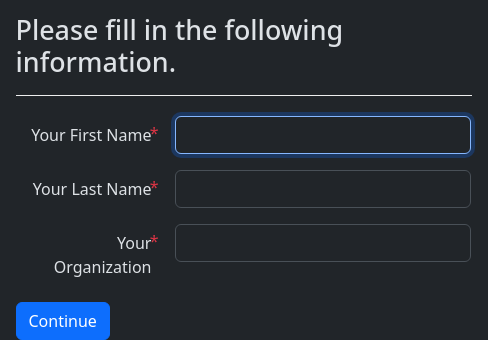 Please fill in the following
information.
Your First Name*
Your Last Name*
Your*
Organization
Continue